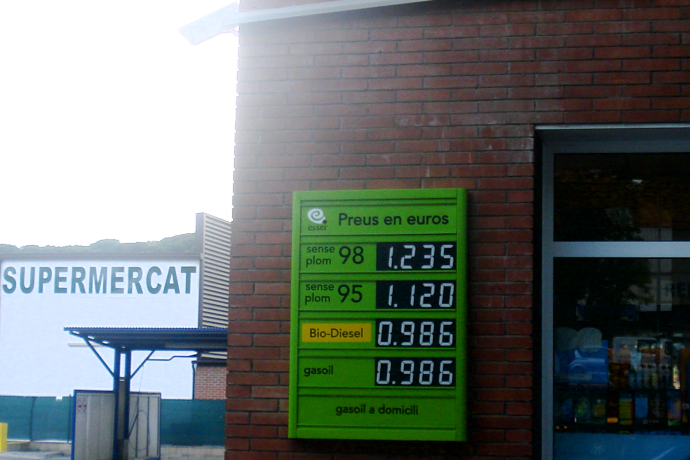 SUPERMERCAT
esser
Preus en euros
sense plom 98 1.235
sense plom 95 1.120
Bio-Diesel 0.986
gasoil 0.986
gasoil a domicili